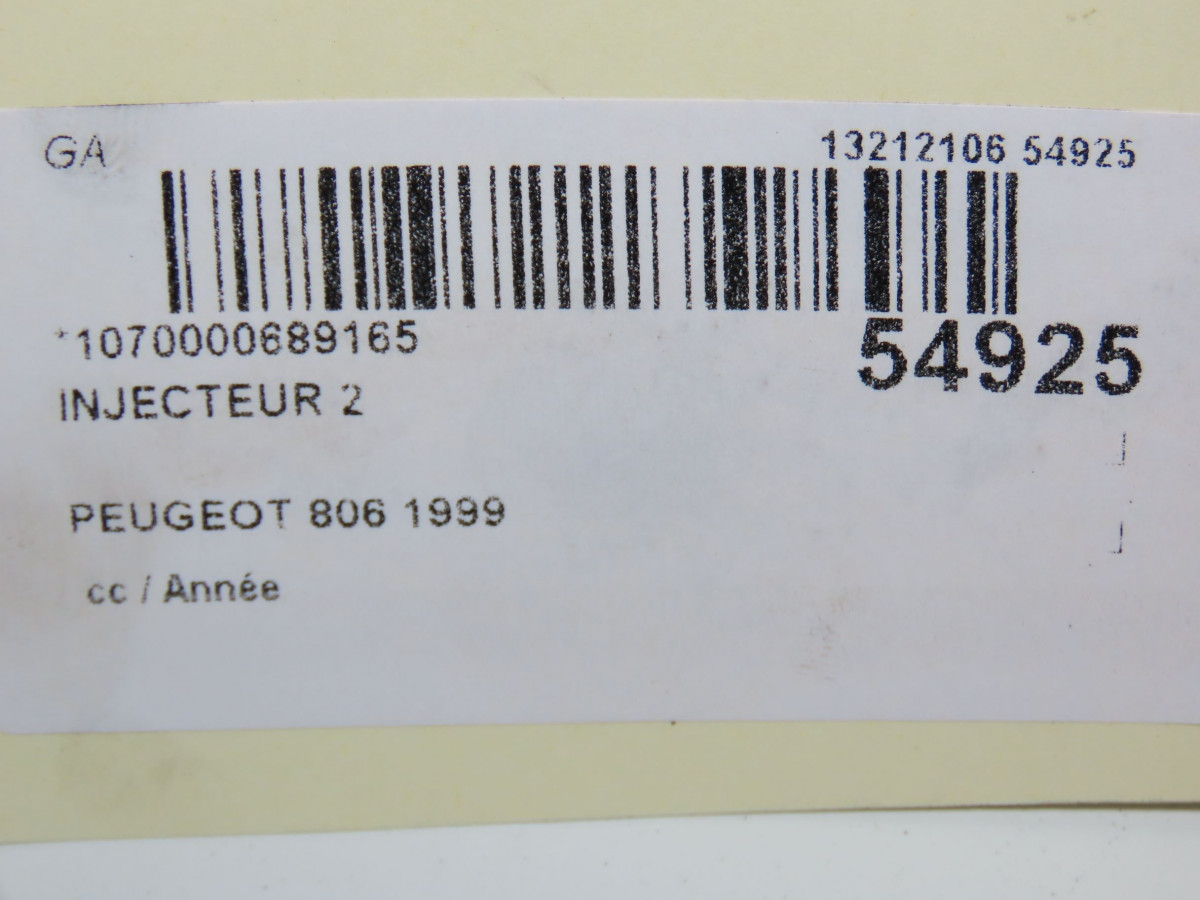 GA
13212106 54925
*1070000689165
54925
INJECTEUR 2
PEUGEOT 806 1999
cc / Année